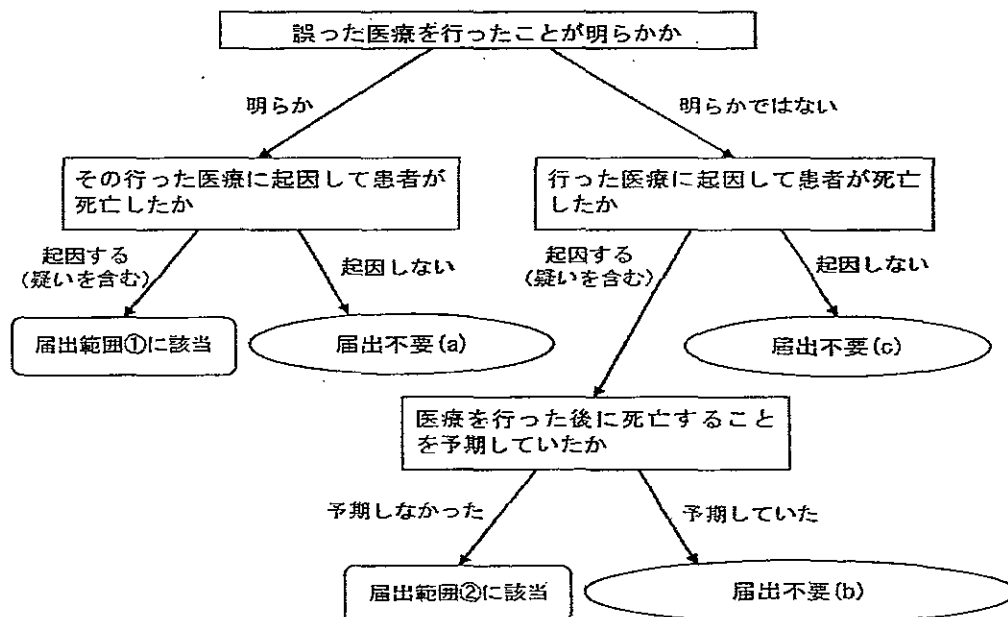 誤った医療を行ったことが明らかか
明らか
明らかではない
その行った医療に起因して患者が
死亡したか
行った医療に起因して患者が死亡
したか
起因する
(疑いを含む)
起因しない
起因する
(疑いを含む)
起因しない
届出範囲①に該当
届出不要(a)
届出不要(c)
医療を行った後に死亡すること
を予期していたか
予期しなかった
予期していた
届出範囲②に該当
届出不要(b)